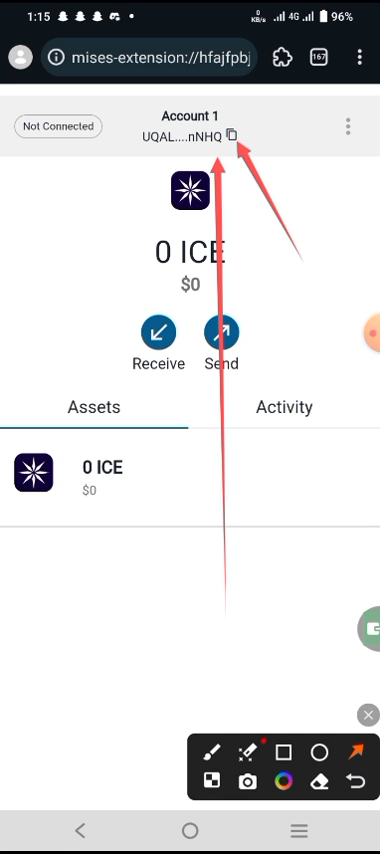 1:15
0 KB/s
4G
96%
mises-extension://hfajfpbj
167
Not Connected
Account 1
UQAL....nNHQ
0 ICE
$0
Receive
Send
Assets
Activity
0 ICE
$0